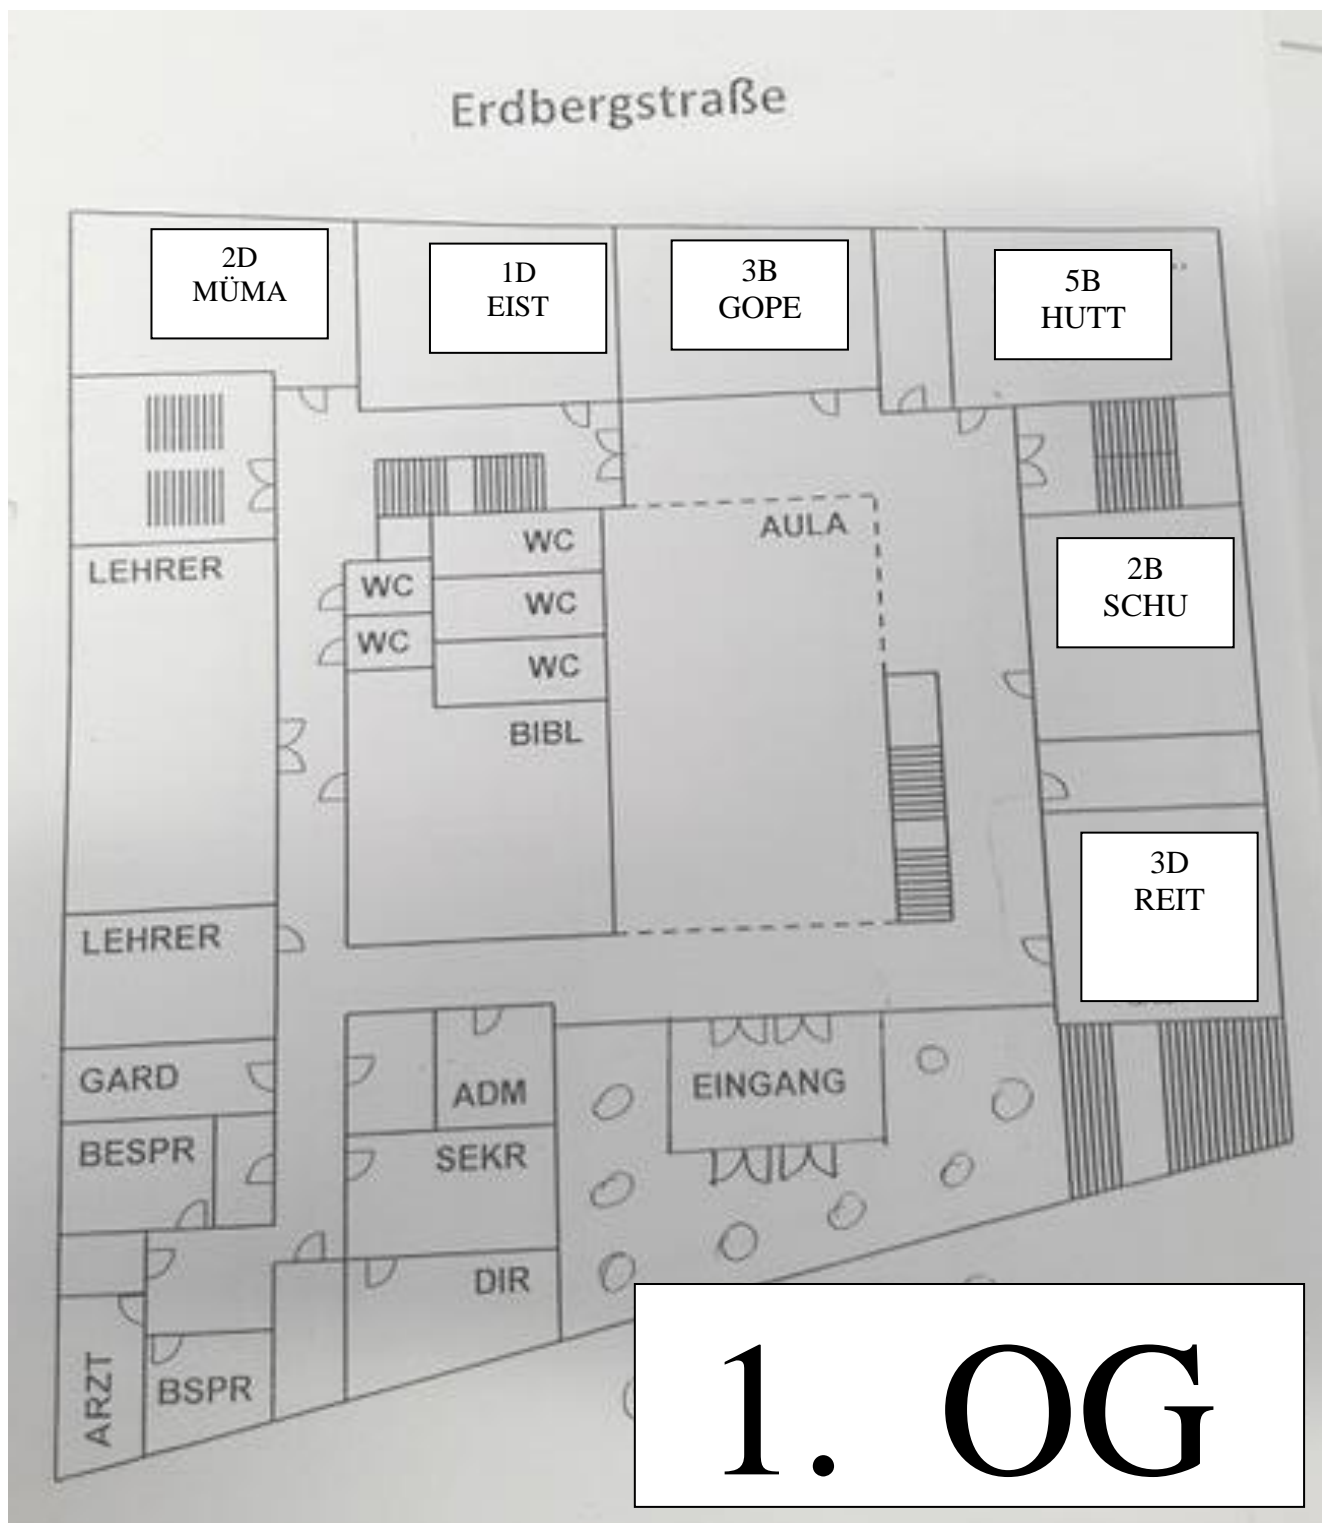 Erdbergstraße
2D
MÜMA
1D
EIST
3B
GOPE
5B
HUTT
LEHRER
WC
AULA
WC
WC
WC
WC
BIBL
2B
SCHU
3D
REIT
LEHRER
GARD
ADM
EINGANG
BESPR
SEKR
DIR
ARZT
BSPR
1. OG